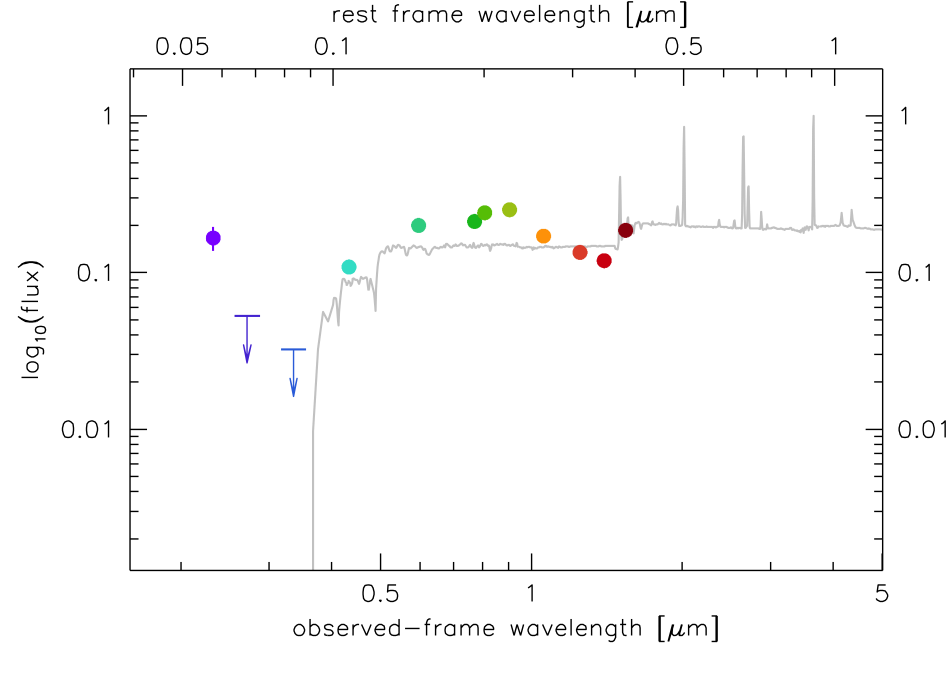 rest frame wavelength [μm]
0.05 0.1 0.5 1
1 1
0.1 0.1
0.01 0.01
log10(flux)
0.5 1 5
observed-frame wavelength [μm]